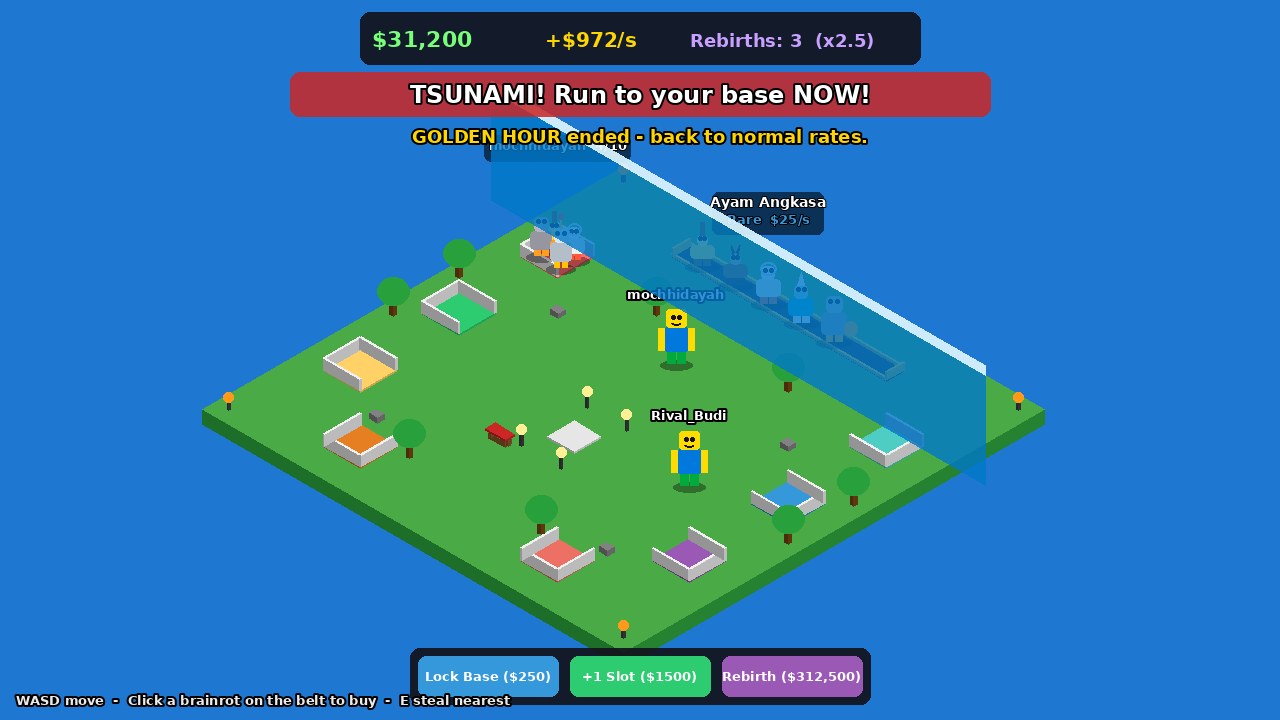 $31,200 +$972/s Rebirths: 3 (x2.5)
TSUNAMI! Run to your base NOW!
GOLDEN HOUR ended - back to normal rates.
mochhidayah
Ayam Angkasa
Rare $25/s
mochhidayah
Rival_Budi
Lock Base ($250) +1 Slot ($1500) Rebirth ($312,500)
WASD move - Click a brainrot on the belt to buy - E steal nearest